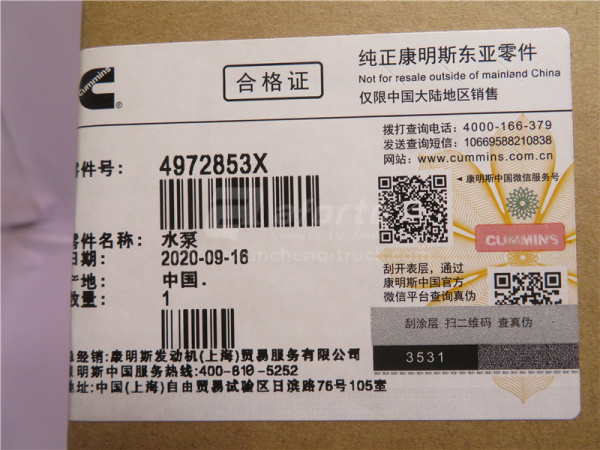 Cummins
合格证
纯正康明斯东亚零件
Not for resale outside of mainland China
仅限中国大陆地区销售
拨打查询电话：4000-166-379
发送查询短信：10669588210838
网站：www.cummins.com.cn
康明斯中国微信服务号
件号： 4972853X
CUMMINS
件名称： 水泵
日期： 2020-09-16
产地： 中国.
数量： 1
刮开表层，通过
康明斯中国官方
微信平台查询真伪
刮涂层 扫二维码 查真伪
3531
经销：康明斯发动机(上海)贸易服务有限公司
康明斯中国服务热线:400-810-5252
地址:中国(上海)自由贸易试验区日滨路76号105室